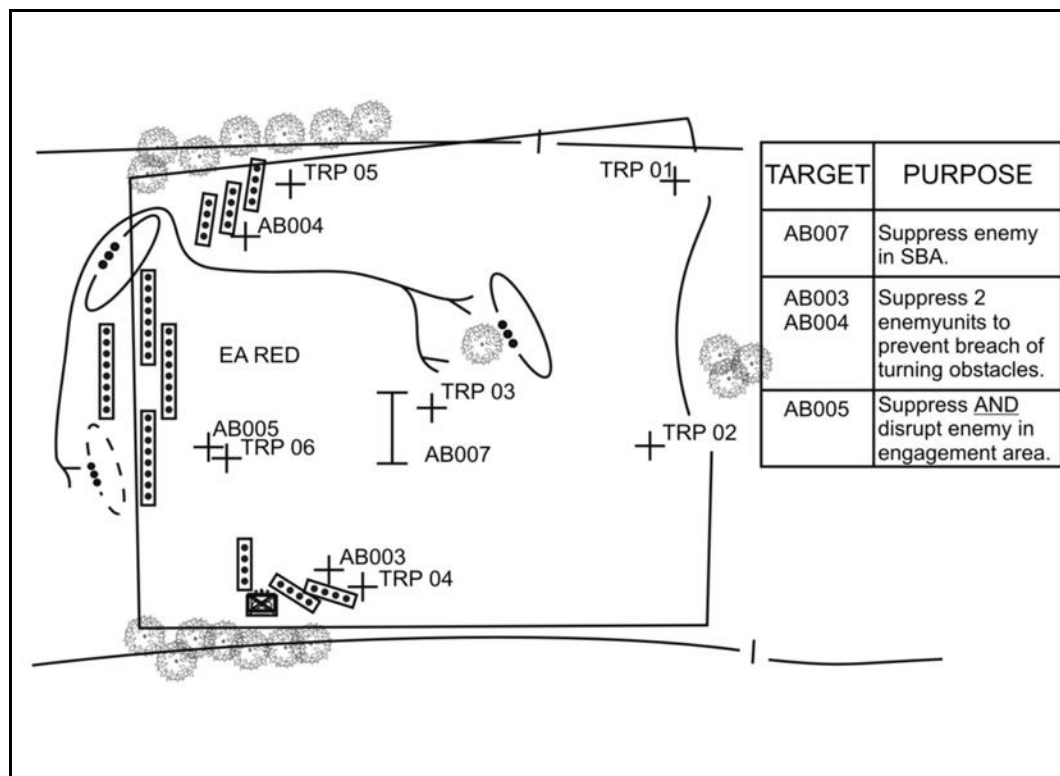 TRP 05
TRP 01
AB004
EA RED
TRP 03
AB005
TRP 06
AB007
TRP 02
AB003
TRP 04
TARGET PURPOSE
AB007 Suppress enemy
in SBA.
AB003 Suppress 2
AB004 enemyunits to
prevent breach of
turning obstacles.
AB005 Suppress AND
disrupt enemy in
engagement area.